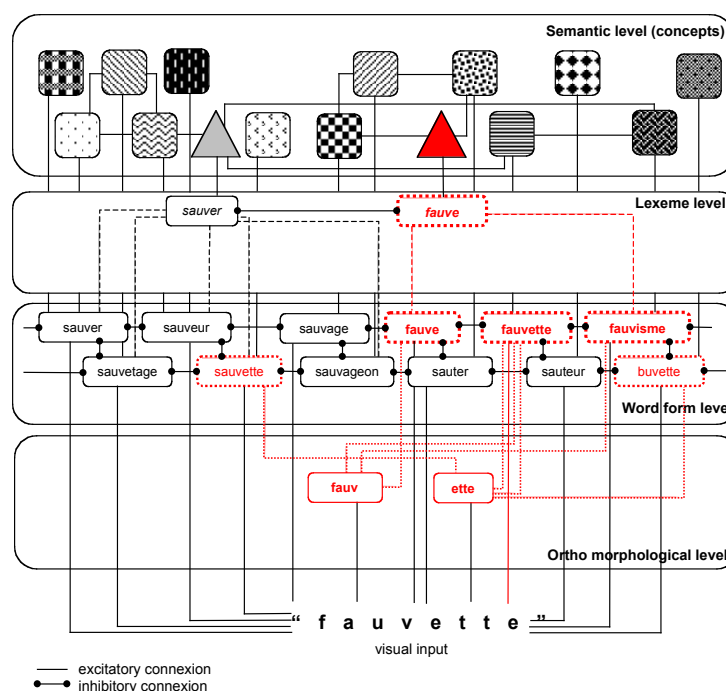 Semantic level (concepts)
Lexeme level
sauver
fauve
sauver
sauveur
sauvage
fauve
fauvette
fauvisme
sauvetage
sauvette
sauvageon
sauter
sauteur
buvette
Word form level
fauv
ette
Ortho morphological level
“ f a u v e t t e ”
visual input
excitatory connexion
inhibitory connexion